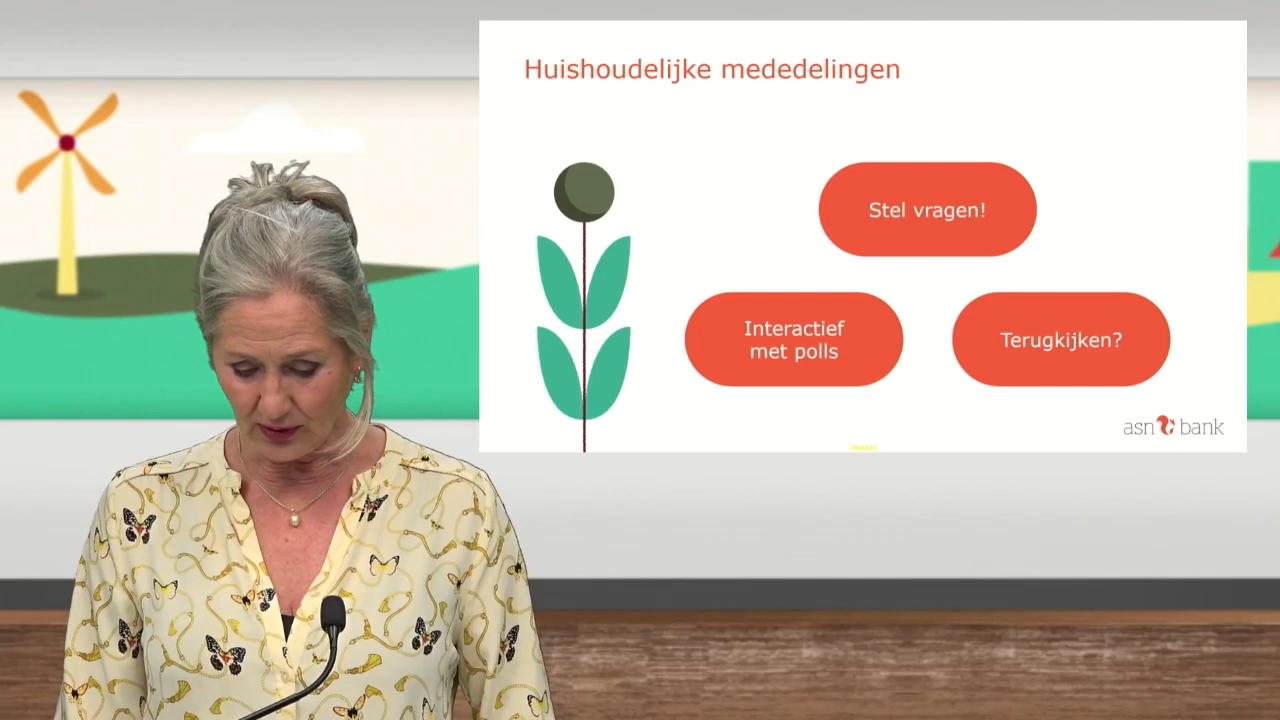 Huishoudelijke mededelingen
Stel vragen!
Interactief
met polls
Terugkijken?
asn bank